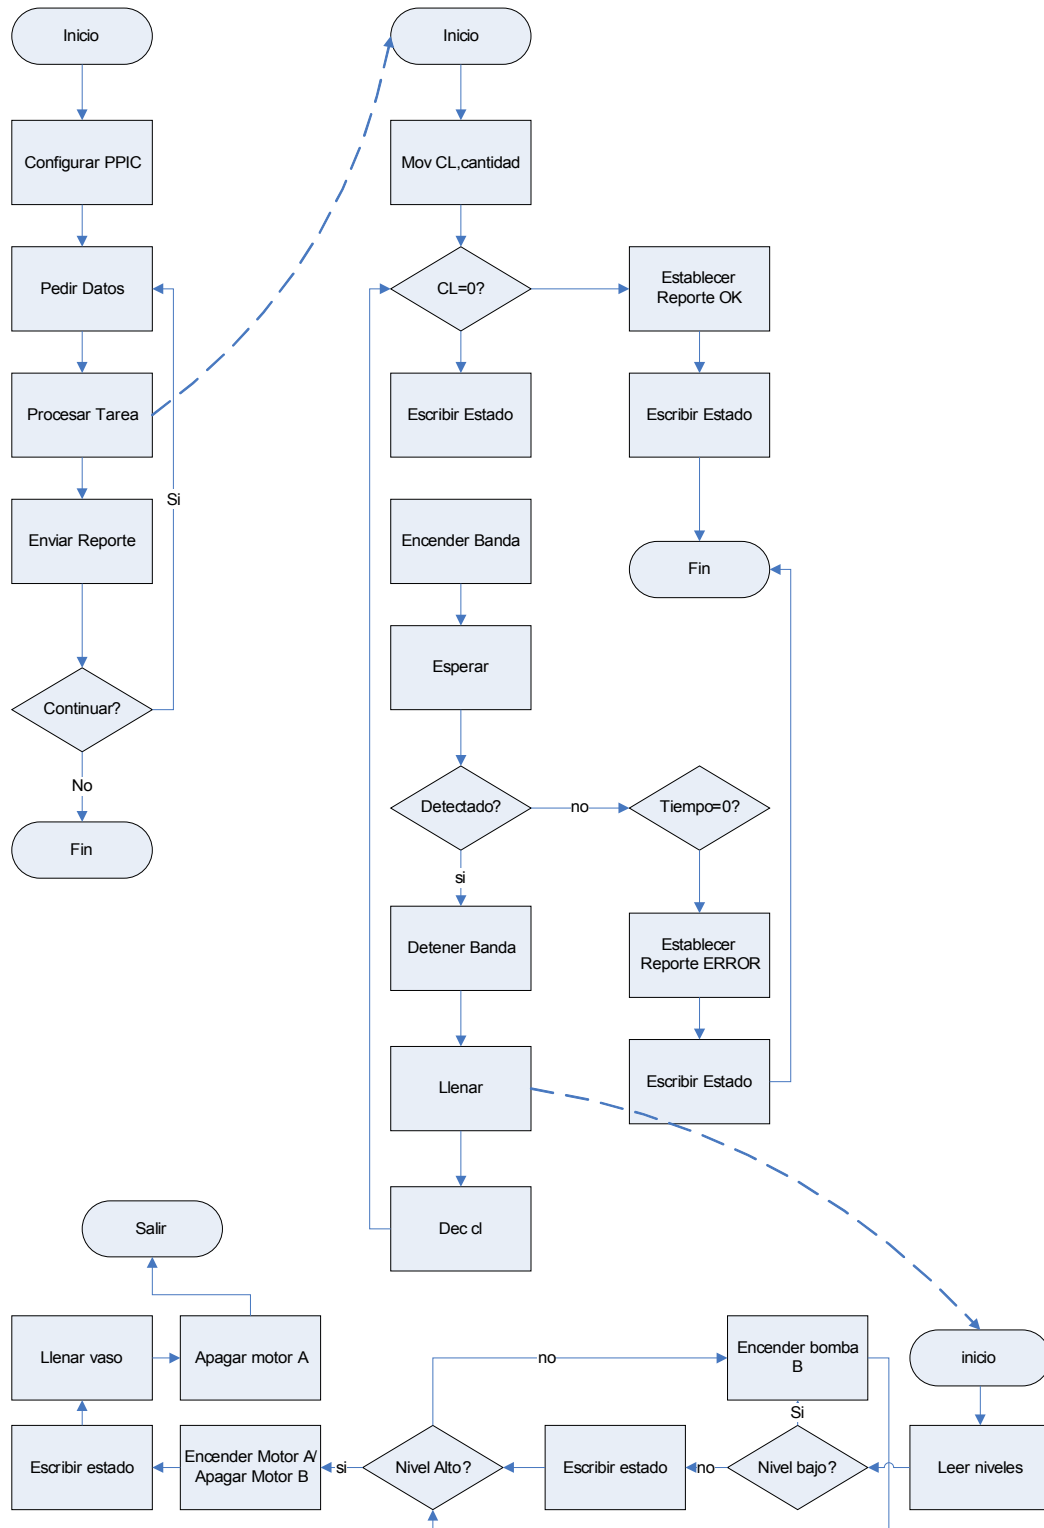 Inicio
Inicio
Configurar PPIC
Mov CL,cantidad
Pedir Datos
CL=0?
Establecer
Reporte OK
Procesar Tarea
Escribir Estado
Escribir Estado
Si
Enviar Reporte
Encender Banda
Fin
Esperar
Continuar?
No
Detectado?
no
Tiempo=0?
Fin
si
Detener Banda
Establecer
Reporte ERROR
Llenar
Escribir Estado
Salir
Dec cl
Llenar vaso
Apagar motor A
no
Encender bomba
B
inicio
Si
Escribir estado
Encender Motor A/
Apagar Motor B
si
Nivel Alto?
Escribir estado
no
Nivel bajo?
Leer niveles